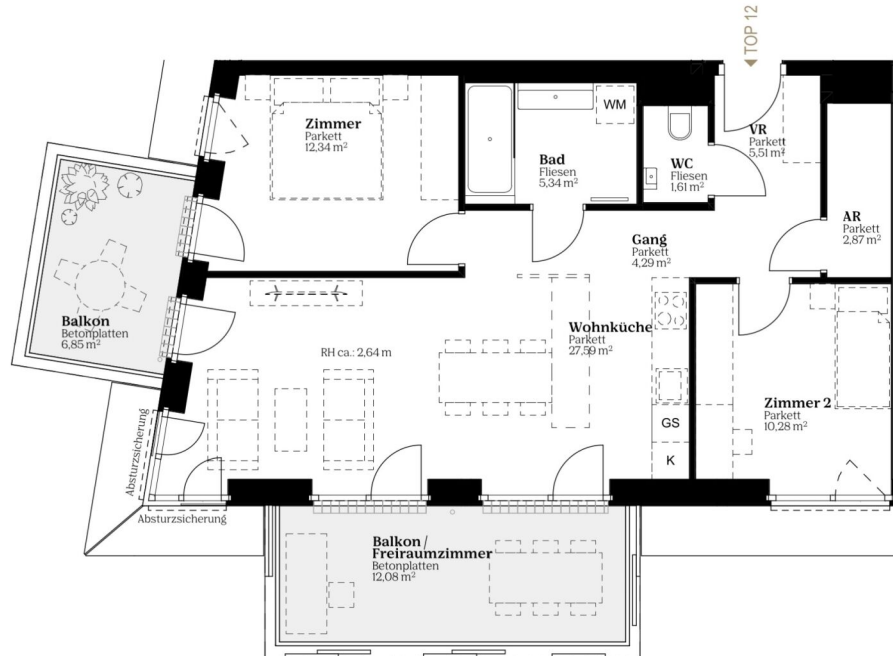 TOP 12
Zimmer
Parkett
12,34 m²
WM
Bad
Fliesen
5,34 m²
WC
Fliesen
1,61 m²
VR
Parkett
5,51 m²
AR
Parkett
2,87 m²
Gang
Parkett
4,29 m²
Balkon
Betonplatten
6,85 m²
RH ca.: 2,64 m
Wohnküche
Parkett
27,59 m²
Zimmer 2
Parkett
10,28 m²
GS
K
Absturzsicherung
Absturzsicherung
Balkon/
Freiraumzimmer
Betonplatten
12,08 m²